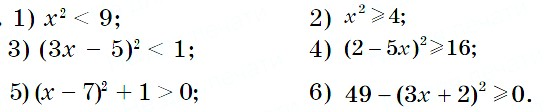 . 1) x² < 9; 2) x² ⩾ 4;
3) (3x − 5)² < 1; 4) (2 − 5x)² ⩾ 16;
5) (x − 7)² + 1 > 0; 6) 49 − (3x + 2)² ⩾ 0.